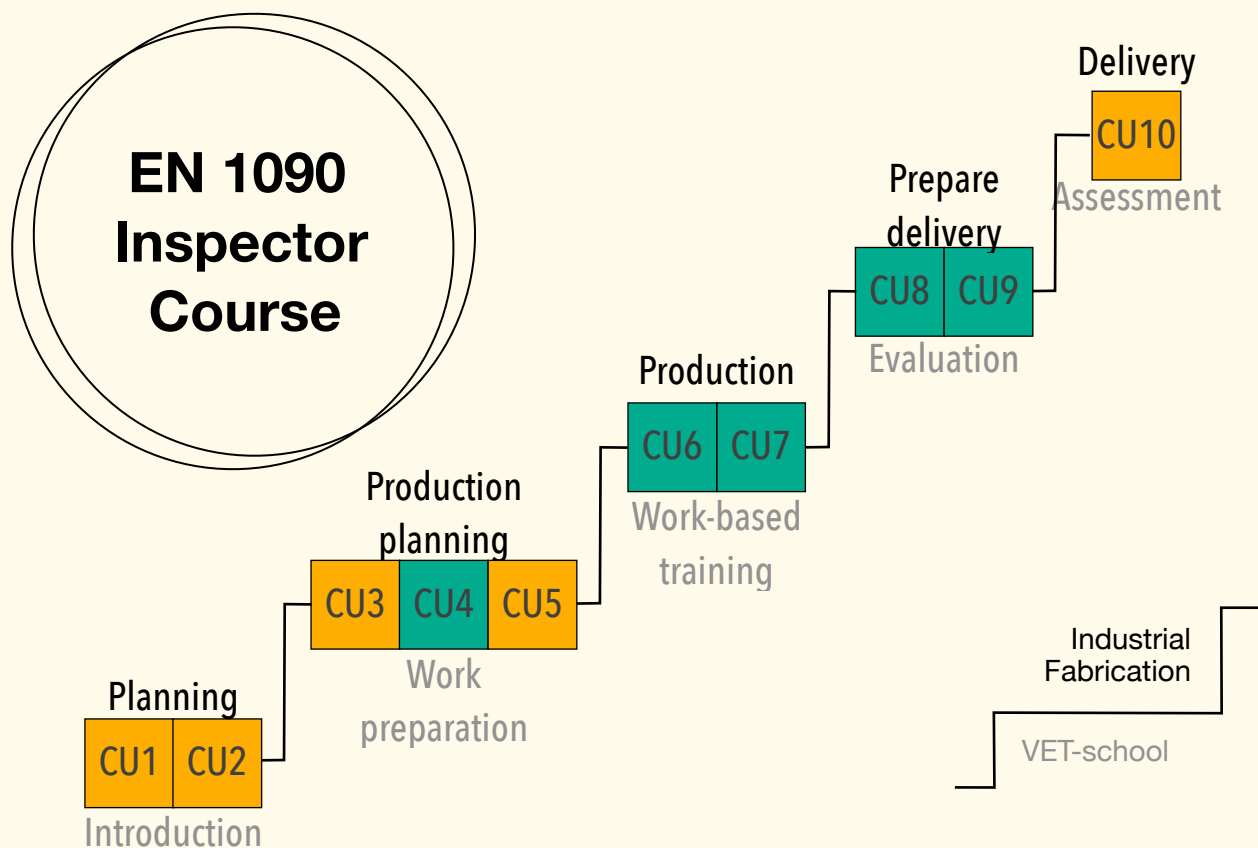 EN 1090
Inspector
Course
Planning
CU1 CU2
Introduction
Production
planning
CU3 CU4 CU5
Work
preparation
Production
CU6 CU7
Work-based
training
Prepare
delivery
CU8 CU9
Evaluation
Delivery
CU10
Assessment
Industrial
Fabrication
VET-school